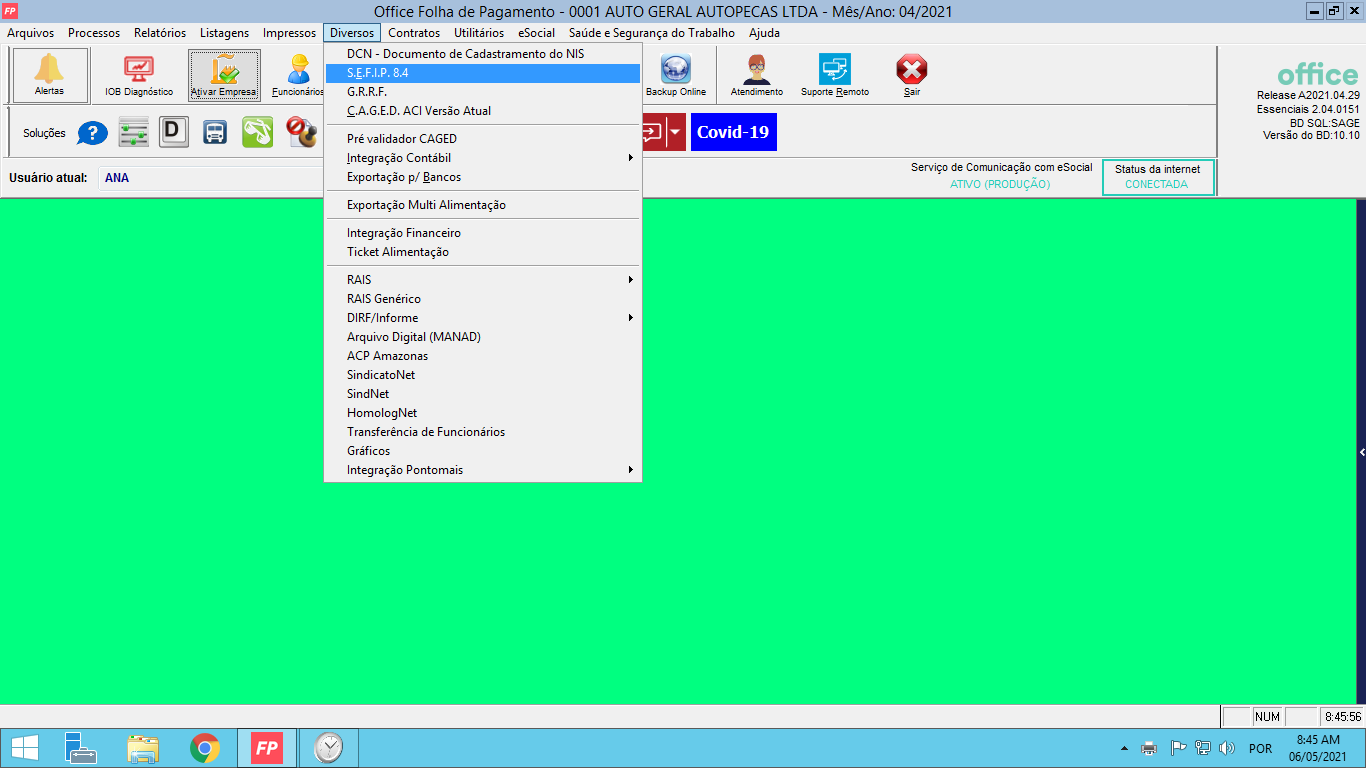 FP Office Folha de Pagamento - 0001 AUTO GERAL AUTOPECAS LTDA - Mês/Ano: 04/2021
Arquivos Processos Relatórios Listagens Impressos Diversos Contratos Utilitários eSocial Saúde e Segurança do Trabalho Ajuda
Alertas IOB Diagnóstico Ativar Empresa Funcionários Backup Online Atendimento Suporte Remoto Sair
office
Release A2021.04.29
Essenciais 2.04.0151
BD SQL:SAGE
Versão do BD:10.10
Soluções ? D Covid-19
Usuário atual: ANA
Serviço de Comunicação com eSocial
ATIVO (PRODUÇÃO)
Status da internet
CONECTADA
DCN - Documento de Cadastramento do NIS
S.E.F.I.P. 8.4
G.R.R.F.
C.A.G.E.D. ACI Versão Atual
Pré validador CAGED
Integração Contábil
Exportação p/ Bancos
Exportação Multi Alimentação
Integração Financeiro
Ticket Alimentação
RAIS
RAIS Genérico
DIRF/Informe
Arquivo Digital (MANAD)
ACP Amazonas
SindicatoNet
SindNet
HomologNet
Transferência de Funcionários
Gráficos
Integração Pontomais
NUM 8:45:56
FP POR 8:45 AM
06/05/2021